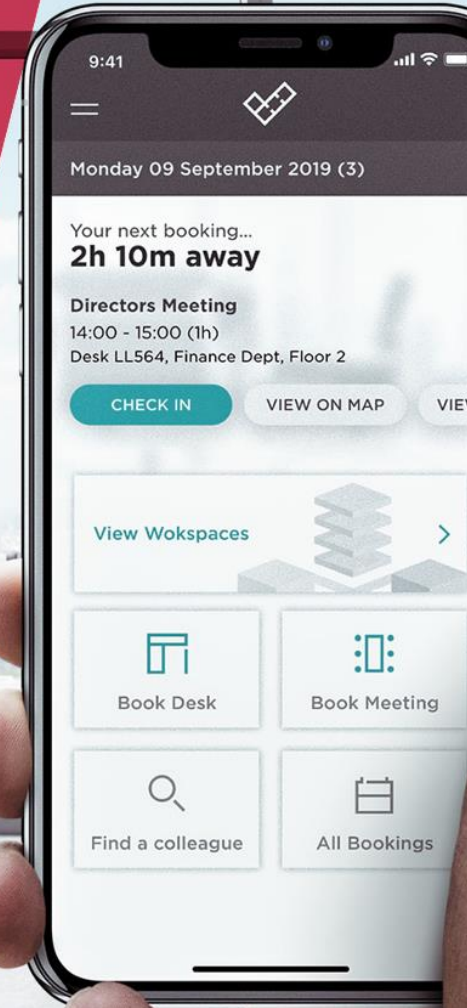 9:41
Monday 09 September 2019 (3)
Your next booking...
2h 10m away
Directors Meeting
14:00 - 15:00 (1h)
Desk LL564, Finance Dept, Floor 2
CHECK IN VIEW ON MAP
View Wokspaces
Book Desk Book Meeting
Find a colleague All Bookings